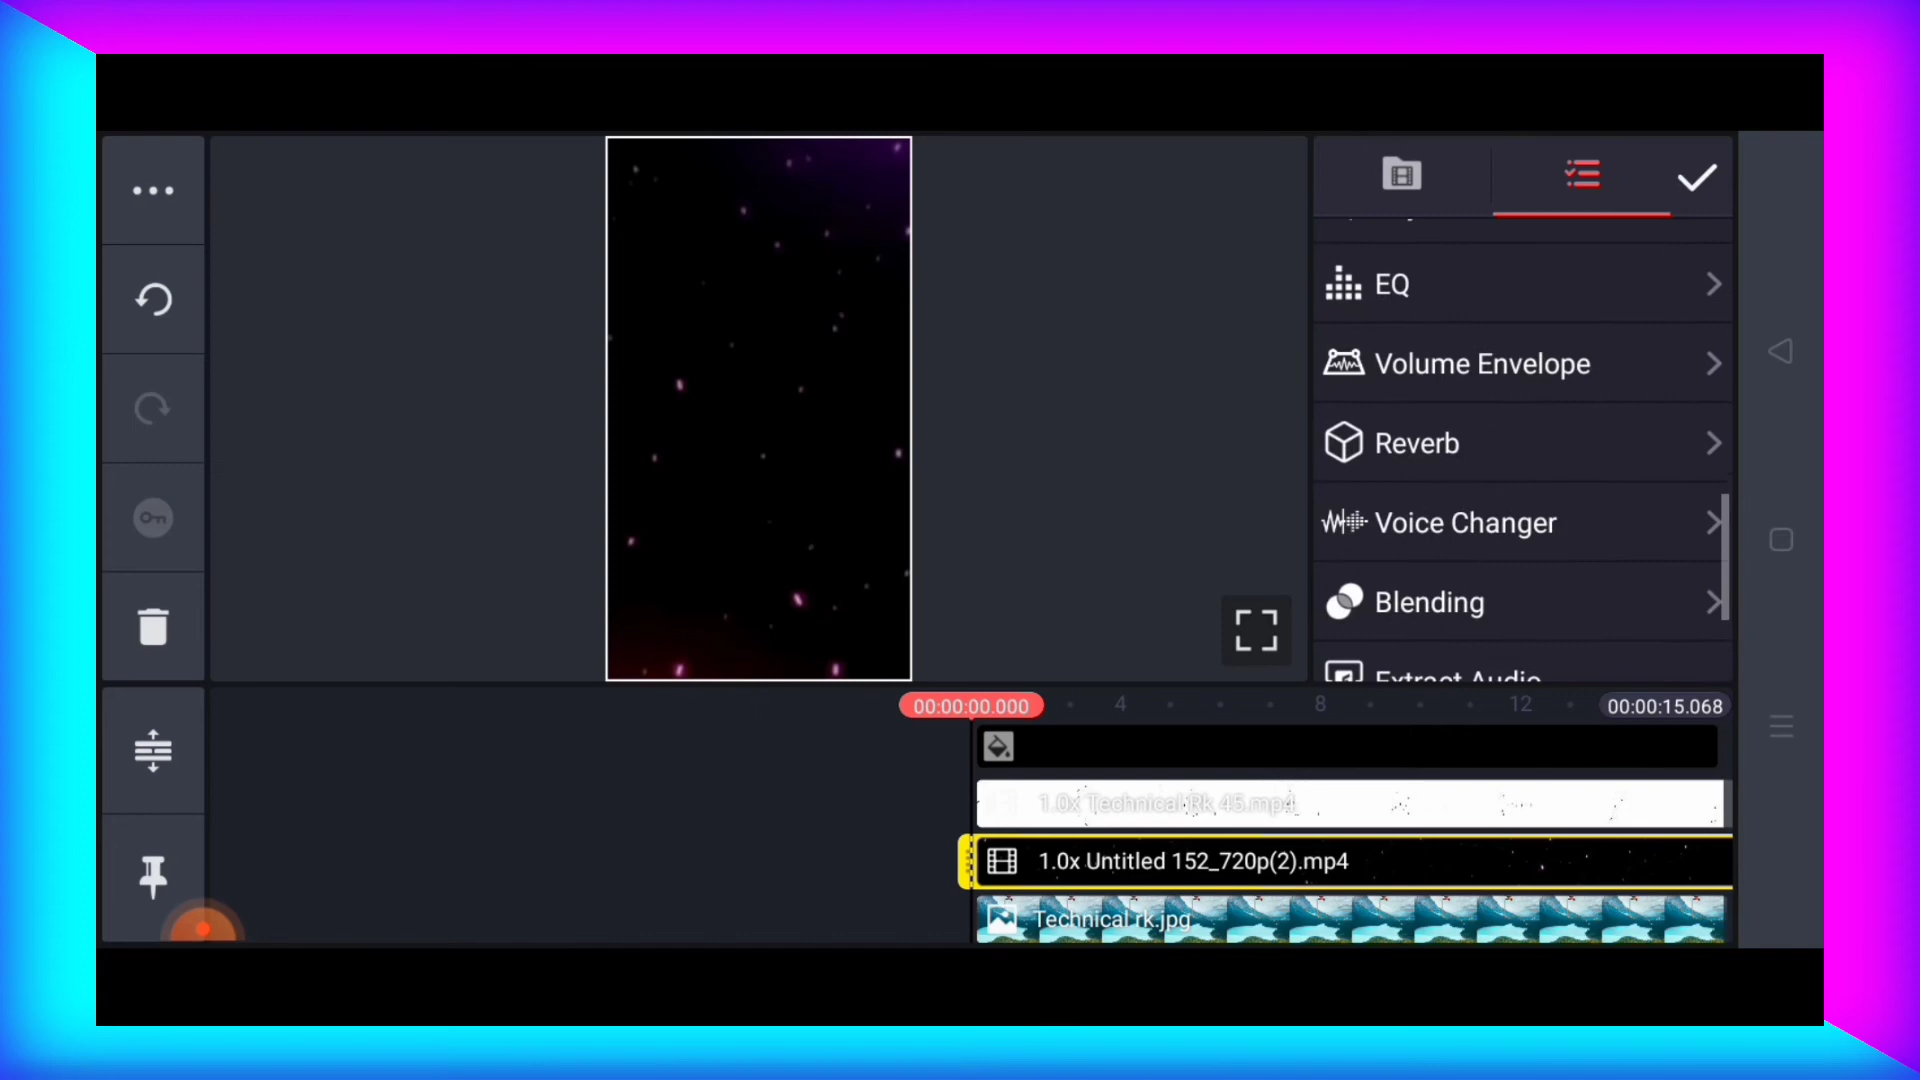 EQ
Volume Envelope
Reverb
Voice Changer
Blending
Extract Audio
00:00:00.000
4
8
12
00:00:15.068
1.0x Technical Rk 45.mp4
1.0x Untitled 152_720p(2).mp4
Technical rk.jpg